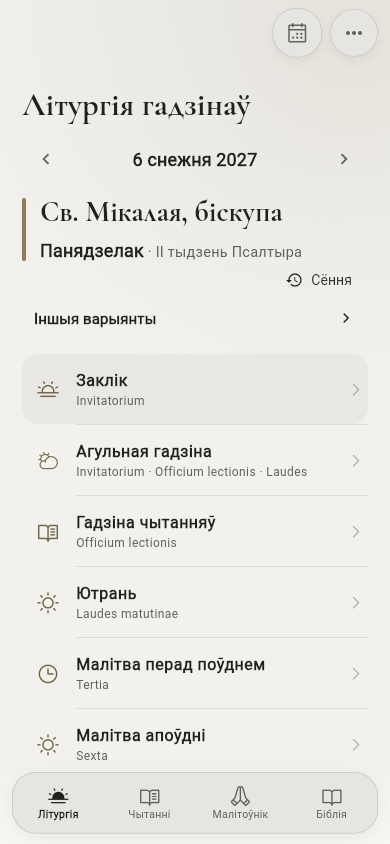 Літургія гадзінаў
6 снежня 2027
Св. Мікалая, біскупа
Панядзелак · II тыдзень Псалтыра
Сёння
Іншыя варыянты
Заклік
Invitatorium
Агульная гадзіна
Invitatorium · Officium lectionis · Laudes
Гадзіна чытанняў
Officium lectionis
Ютрань
Laudes matutinae
Малітва перад поўднем
Tertia
Малітва апоўдні
Sexta
Літургія Чытанні Малітоўнік Біблія